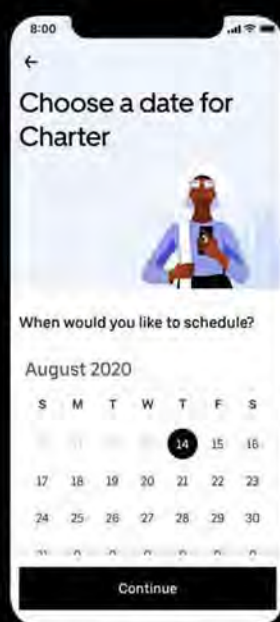 8:00
Choose a date for
Charter
When would you like to schedule?
August 2020
S M T W T F S
14 15 16
17 18 19 20 21 22 23
24 25 26 27 28 29 30
Continue